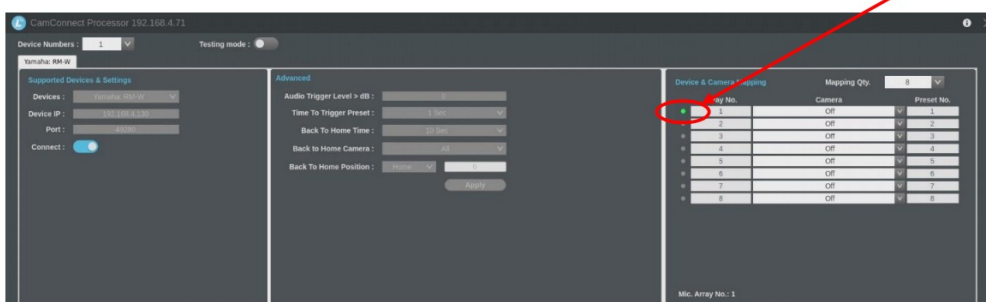 CamConnect Processor 192.168.4.71
Device Numbers : 1
Testing mode :
Yamaha: RM-W
Supported Devices & Settings
Devices : Yamaha: RM-W
Device IP : 192.168.4.130
Port : 49280
Connect :
Advanced
Audio Trigger Level > dB :
Time To Trigger Preset : 1 Sec
Back To Home Time : 10 Sec
Back to Home Camera : All
Back To Home Position : Home
Apply
Device & Camera Mapping
Mapping Qty. 8
Array No. Camera Preset No.
1 Off 1
2 Off 2
3 Off 3
4 Off 4
5 Off 5
6 Off 6
7 Off 7
8 Off 8
Mic. Array No.: 1